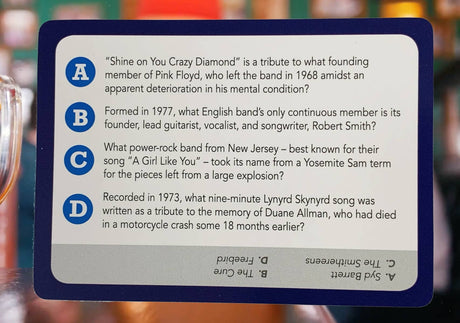 A "Shine on You Crazy Diamond" is a tribute to what founding
member of Pink Floyd, who left the band in 1968 amidst an
apparent deterioration in his mental condition?
B Formed in 1977, what English band's only continuous member is its
founder, lead guitarist, vocalist, and songwriter, Robert Smith?
C What power-rock band from New Jersey – best known for their
song "A Girl Like You" – took its name from a Yosemite Sam term
for the pieces left from a large explosion?
D Recorded in 1973, what nine-minute Lynyrd Skynyrd song was
written as a tribute to the memory of Duane Allman, who had died
in a motorcycle crash some 18 months earlier?
A. Syd Barrett B. The Cure
C. The Smithereens D. Freebird